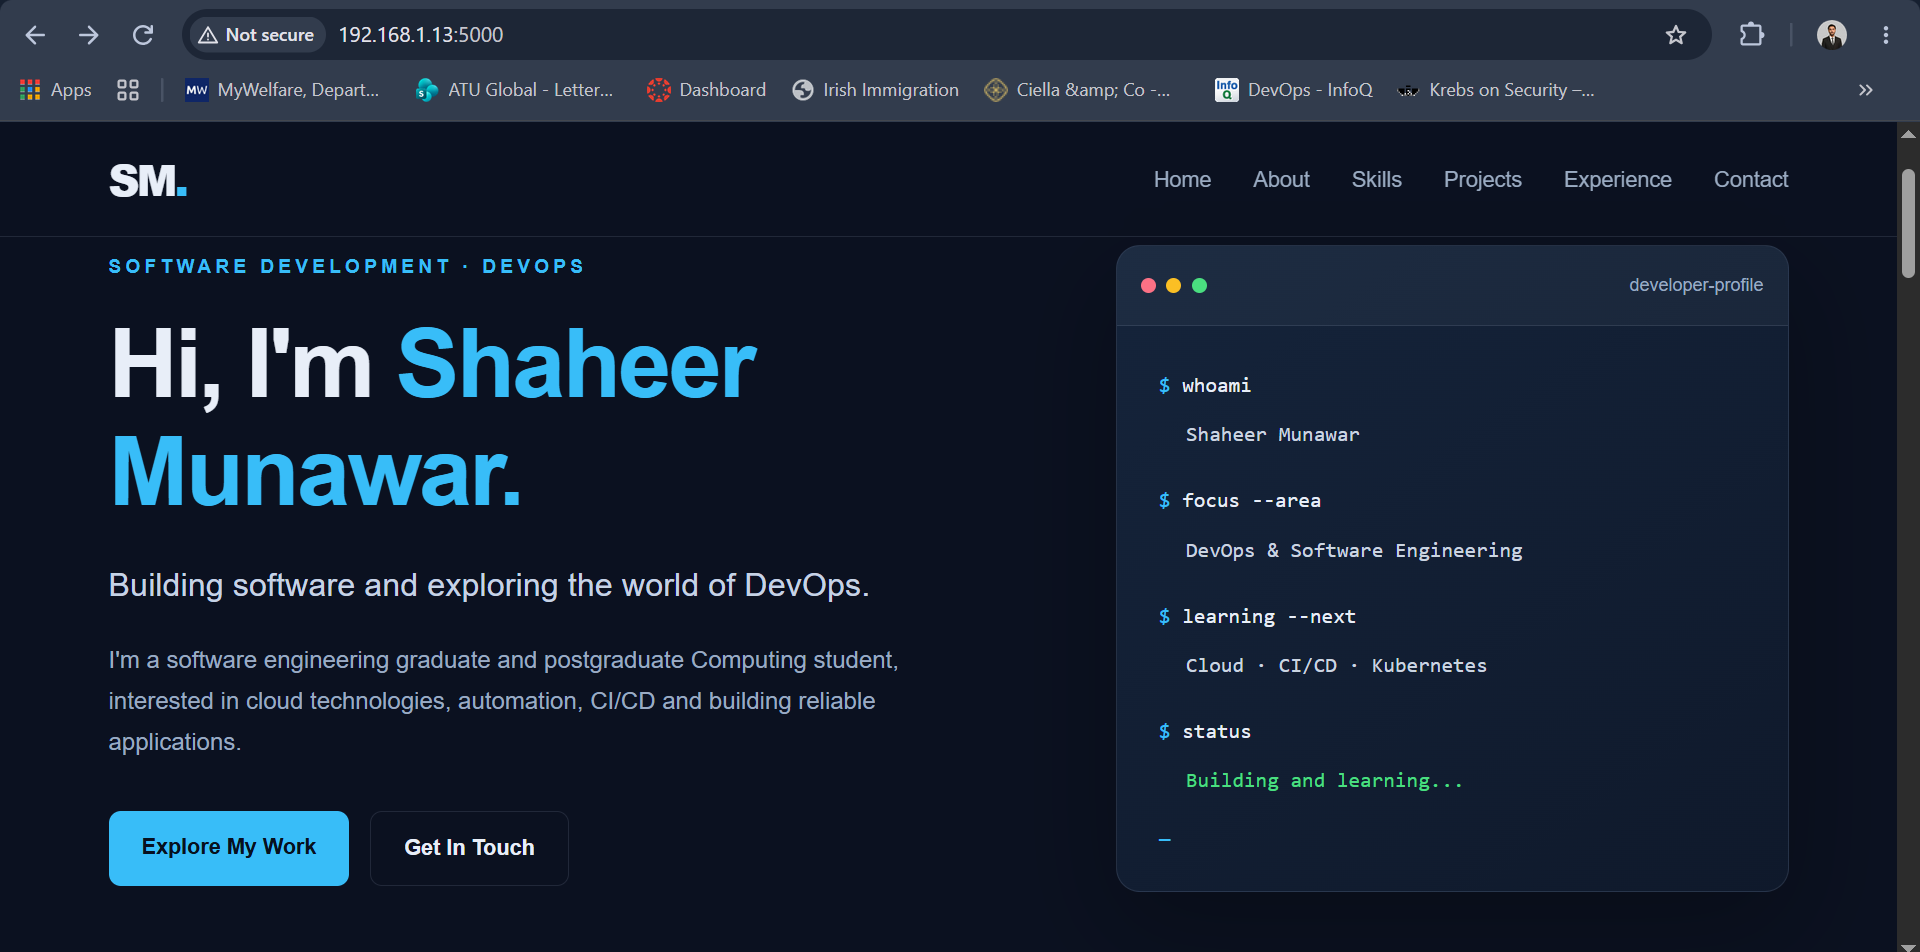 Not secure
192.168.1.13:5000
Apps
MW
MyWelfare, Depart...
S
ATU Global - Letter...
Dashboard
Irish Immigration
Ciella &amp; Co -...
Info
Q
DevOps - InfoQ
Krebs on Security –...
SM.
Home
About
Skills
Projects
Experience
Contact
SOFTWARE DEVELOPMENT · DEVOPS
Hi, I'm Shaheer
Munawar.
Building software and exploring the world of DevOps.
I'm a software engineering graduate and postgraduate Computing student,
interested in cloud technologies, automation, CI/CD and building reliable
applications.
Explore My Work
Get In Touch
developer-profile
$ whoami
Shaheer Munawar
$ focus --area
DevOps & Software Engineering
$ learning --next
Cloud · CI/CD · Kubernetes
$ status
Building and learning...
_